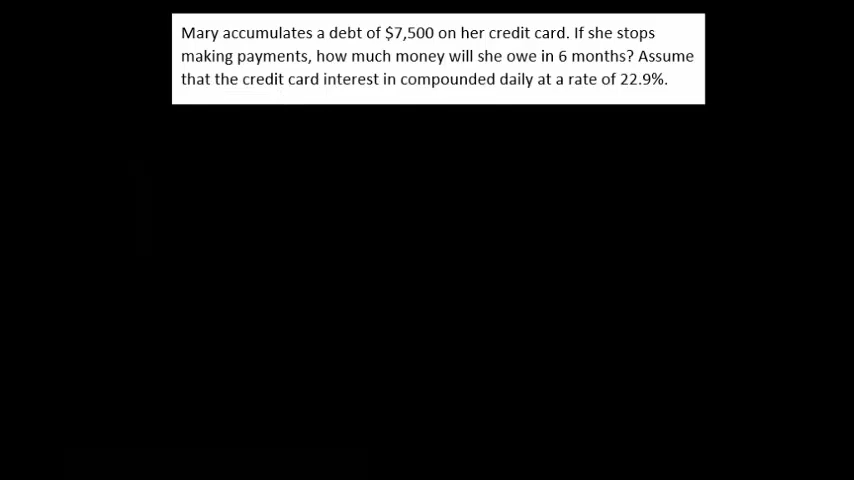 Mary accumulates a debt of $7,500 on her credit card. If she stops
making payments, how much money will she owe in 6 months? Assume
that the credit card interest in compounded daily at a rate of 22.9%.